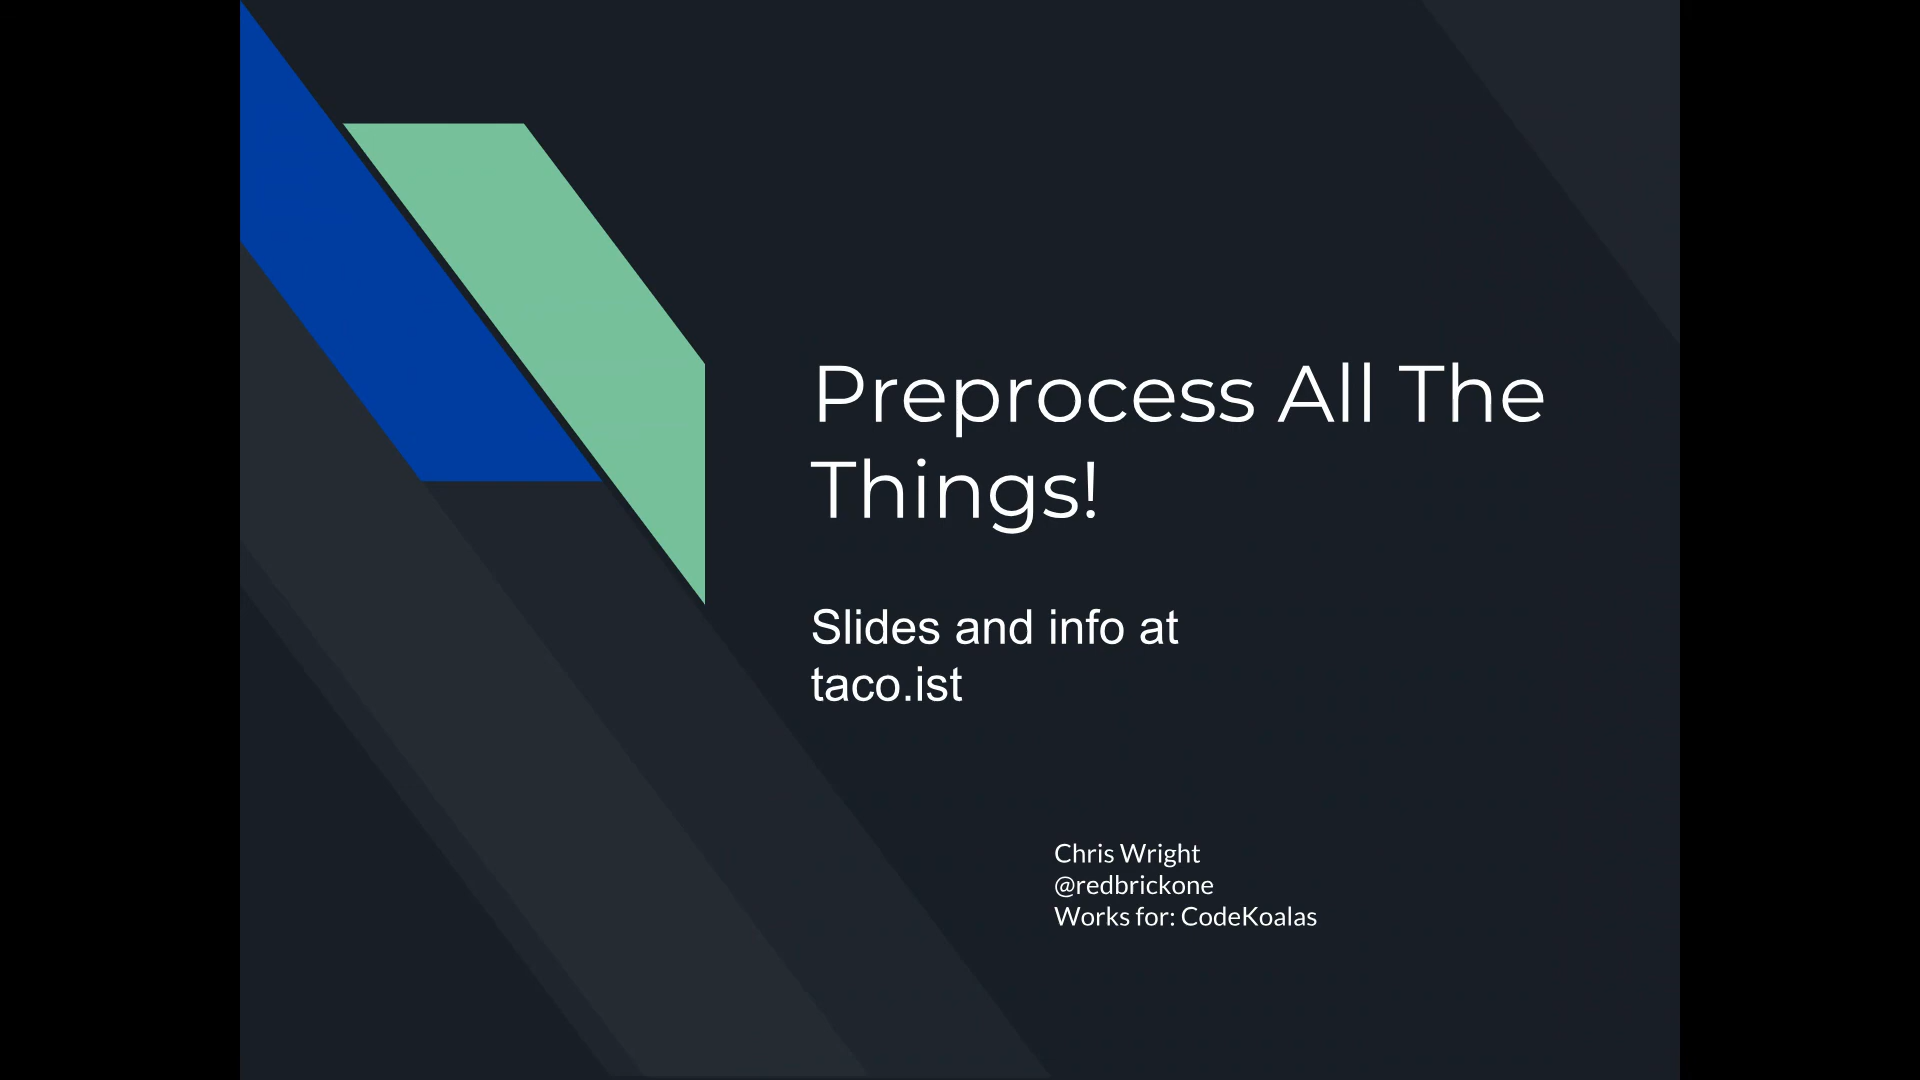 Preprocess All The
Things!
Slides and info at
taco.ist
Chris Wright
@redbrickone
Works for: CodeKoalas